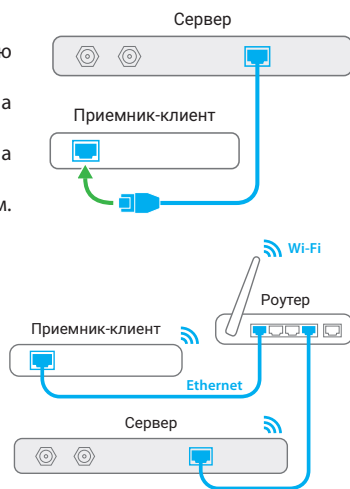 Сервер
ю
а
Приемник-клиент
а
м.
Wi-Fi
Роутер
Приемник-клиент
Ethernet
Сервер